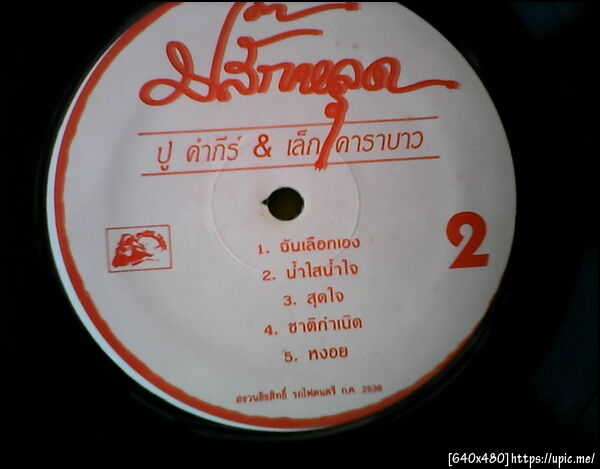 ปลั๊กหลุด
ปู คำภีร์ & เล็ก คาราบาว
2
1. ฉันเลือกเอง
2. น้ำใสน้ำใจ
3. สุดใจ
4. ชาติกำเนิด
5. หงอย
สงวนลิขสิทธิ์ รถไฟดนตรี ก.ค. 2536
[640x480]https://upic.me/